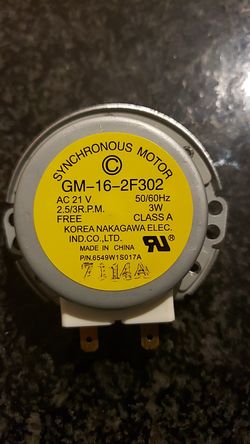 SYNCHRONOUS MOTOR
C
GM-16-2F302
AC 21 V 50/60Hz
2.5/3R.P.M. 3W
FREE CLASS A
KOREA NAKAGAWA ELEC.
IND.CO.,LTD.
MADE IN CHINA
P/N.6549W1S017A